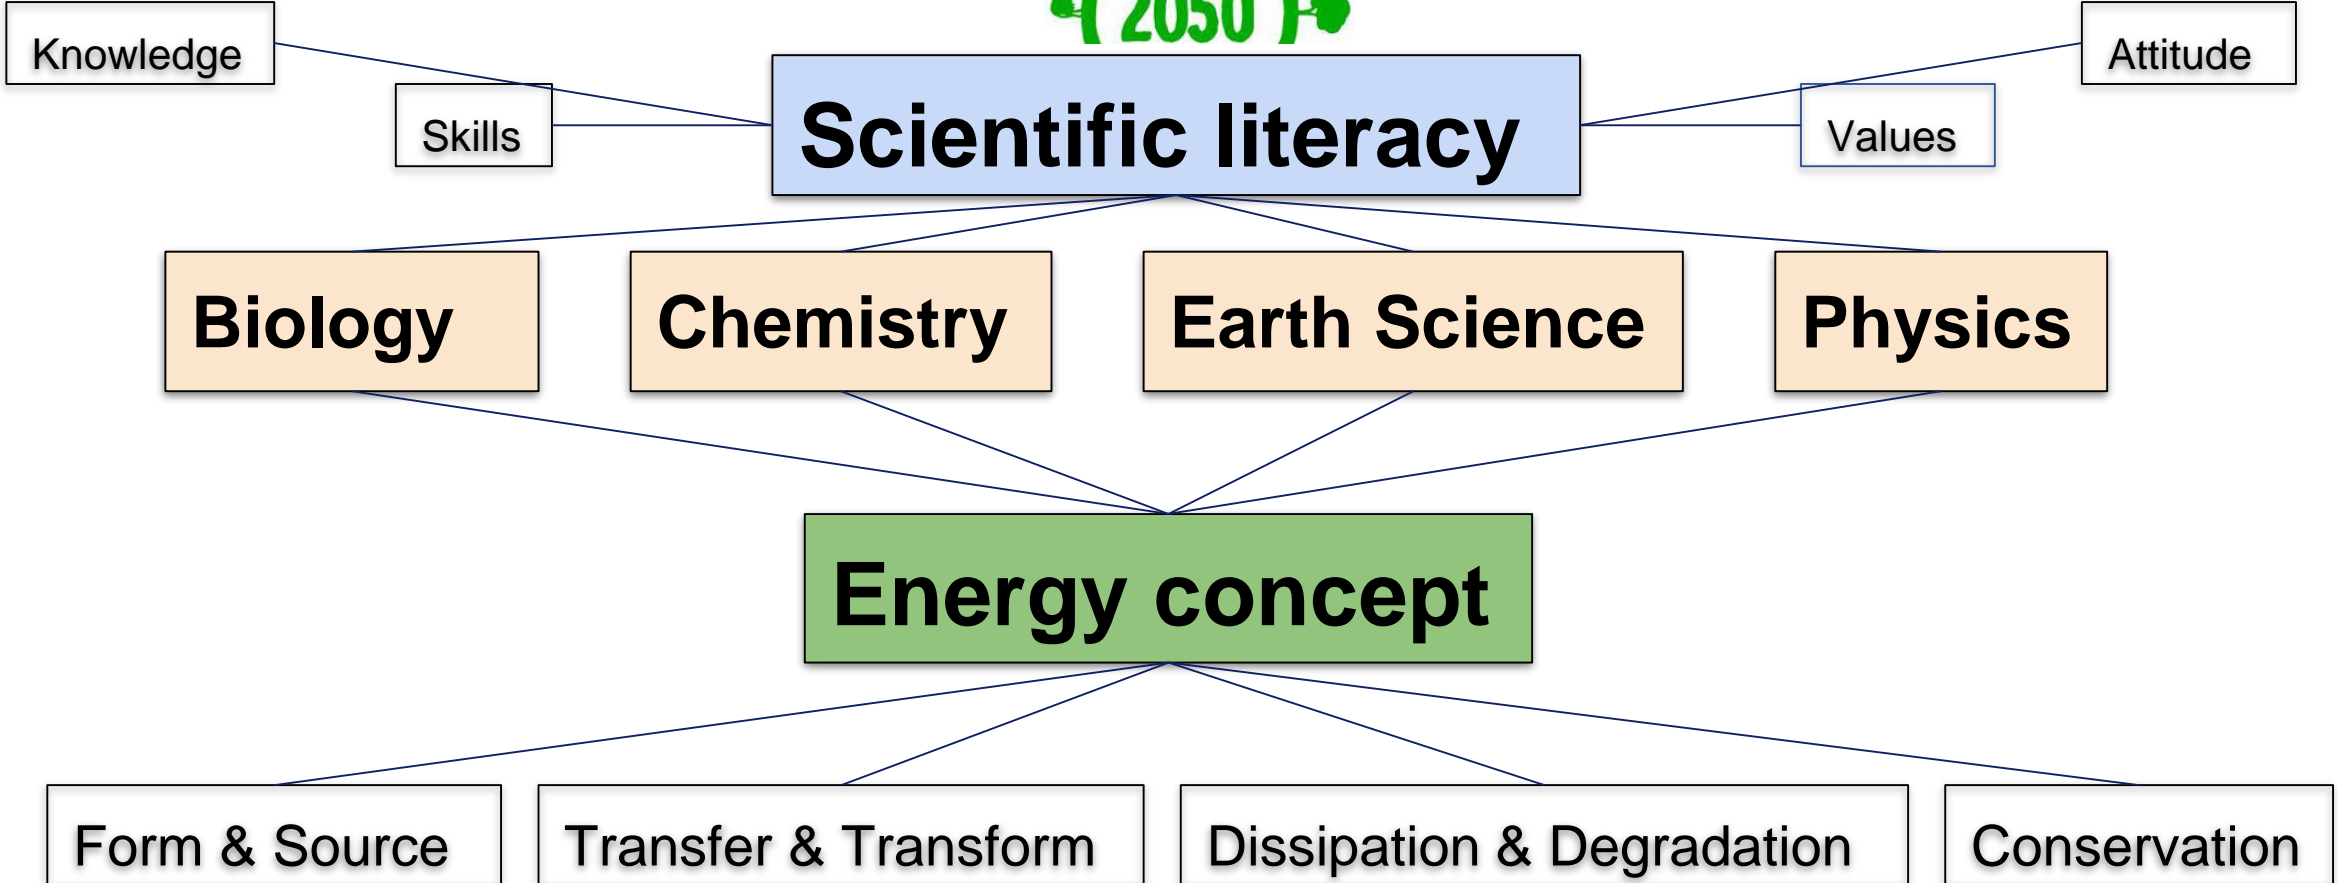 2050
Knowledge
Attitude
Skills
Scientific literacy
Values
Biology
Chemistry
Earth Science
Physics
Energy concept
Form & Source
Transfer & Transform
Dissipation & Degradation
Conservation